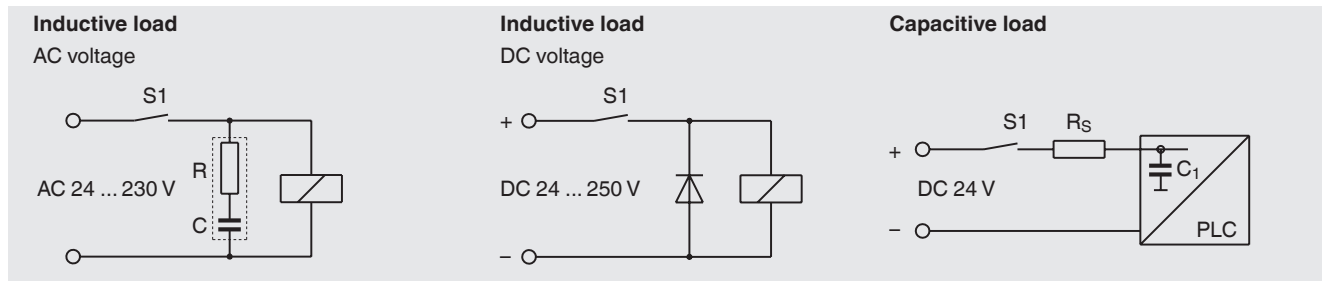 Inductive load
AC voltage
S1
R
AC 24 ... 230 V
C
Inductive load
DC voltage
S1
+
DC 24 ... 250 V
–
Capacitive load
S1
RS
+
C1
DC 24 V
–
PLC